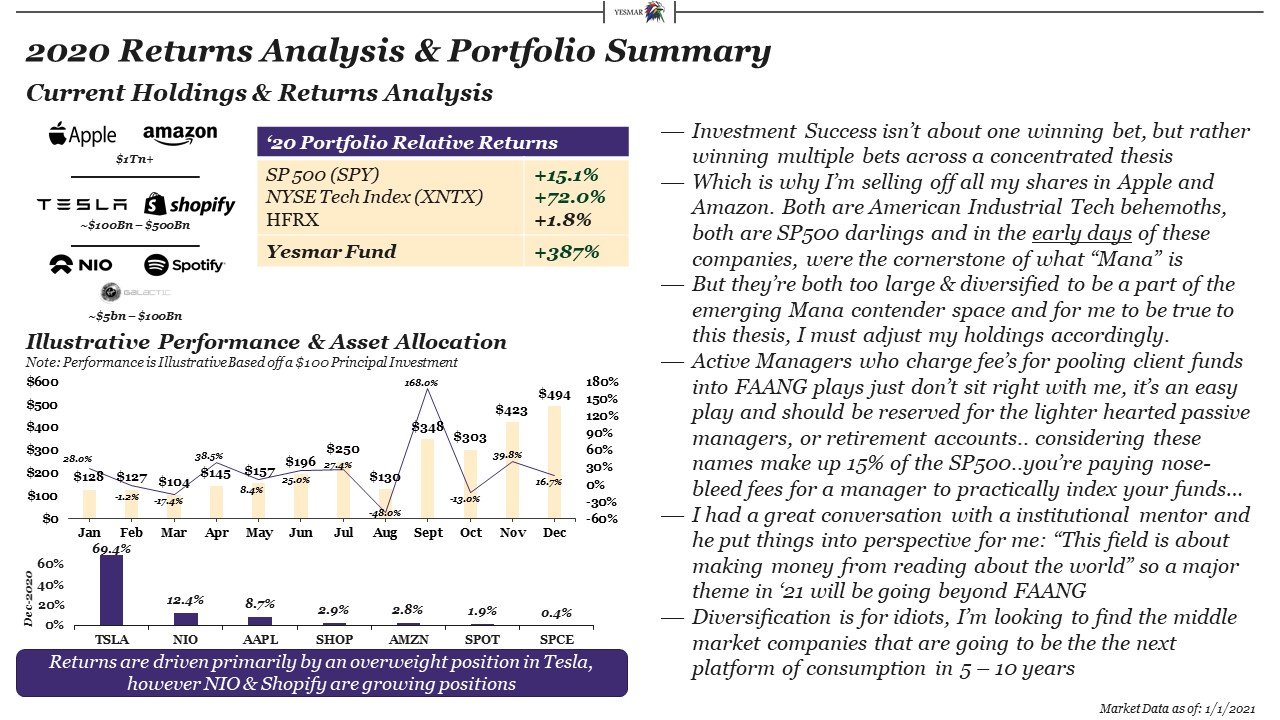 YESMAR
2020 Returns Analysis & Portfolio Summary
Current Holdings & Returns Analysis
Apple amazon
$1Tn+
TESLA shopify
~$100Bn – $500Bn
NIO Spotify
GALACTIC
~$5bn – $100Bn
‘20 Portfolio Relative Returns
SP 500 (SPY) +15.1%
NYSE Tech Index (XNTX) +72.0%
HFRX +1.8%
Yesmar Fund +387%
Illustrative Performance & Asset Allocation
Note: Performance is Illustrative Based off a $100 Principal Investment
$600
$500
$400
$300
$200
$100
$0
180%
150%
120%
90%
60%
30%
0%
-30%
-60%
$128 $127 $104 $145 $157 $196 $250 $130 $348 $303 $423 $494
28.0% -1.2% -17.4% 38.5% 8.4% 25.0% 27.4% -48.0% 168.0% -13.0% 39.8% 16.7%
Jan Feb Mar Apr May Jun Jul Aug Sept Oct Nov Dec
Dec-2020
60%
40%
20%
0%
69.4% 12.4% 8.7% 2.9% 2.8% 1.9% 0.4%
TSLA NIO AAPL SHOP AMZN SPOT SPCE
Returns are driven primarily by an overweight position in Tesla,
however NIO & Shopify are growing positions
— Investment Success isn’t about one winning bet, but rather
winning multiple bets across a concentrated thesis
— Which is why I’m selling off all my shares in Apple and
Amazon. Both are American Industrial Tech behemoths,
both are SP500 darlings and in the early days of these
companies, were the cornerstone of what “Mana” is
— But they’re both too large & diversified to be a part of the
emerging Mana contender space and for me to be true to
this thesis, I must adjust my holdings accordingly.
— Active Managers who charge fee’s for pooling client funds
into FAANG plays just don’t sit right with me, it’s an easy
play and should be reserved for the lighter hearted passive
managers, or retirement accounts.. considering these
names make up 15% of the SP500..you’re paying nose-
bleed fees for a manager to practically index your funds…
— I had a great conversation with a institutional mentor and
he put things into perspective for me: “This field is about
making money from reading about the world” so a major
theme in ‘21 will be going beyond FAANG
— Diversification is for idiots, I’m looking to find the middle
market companies that are going to be the the next
platform of consumption in 5 – 10 years
Market Data as of: 1/1/2021